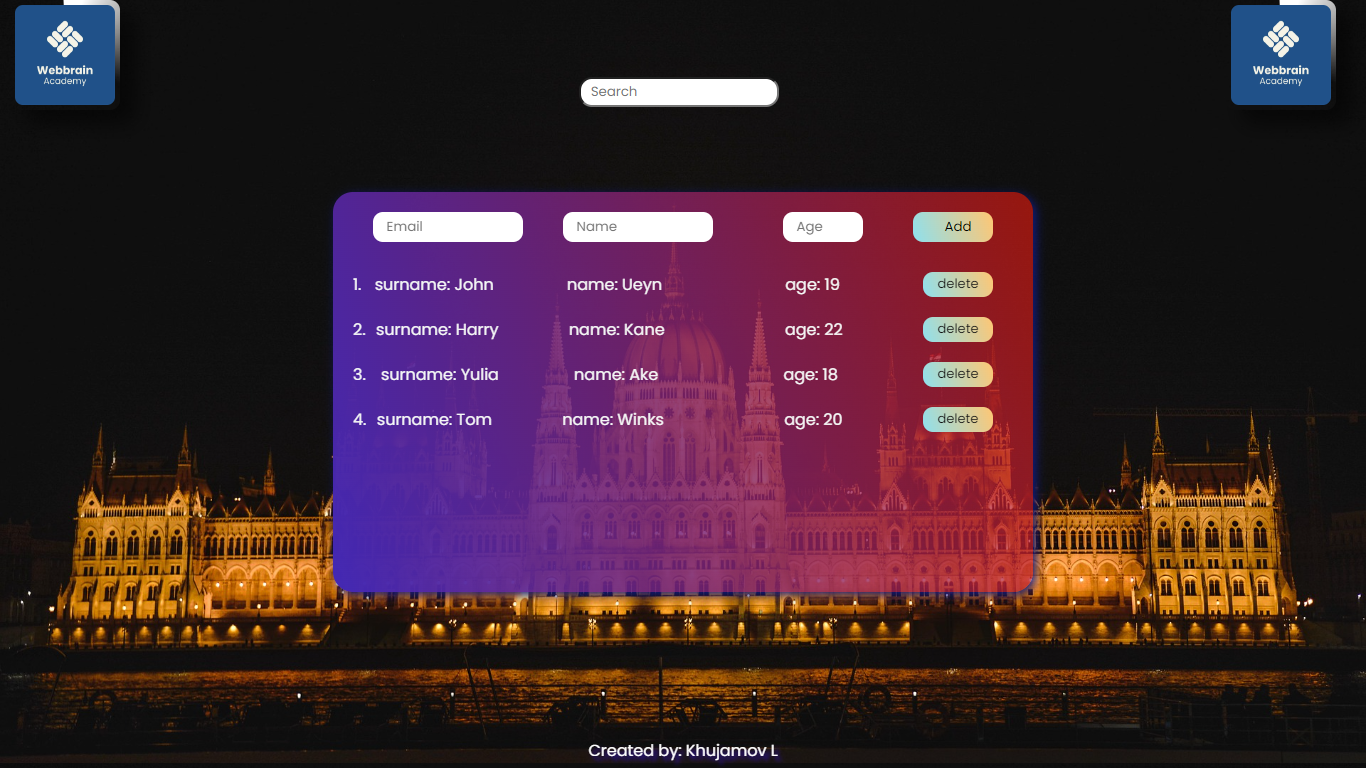 Webbrain
Academy
Webbrain
Academy
Search
Email Name Age Add
1. surname: John name: Ueyn age: 19 delete
2. surname: Harry name: Kane age: 22 delete
3. surname: Yulia name: Ake age: 18 delete
4. surname: Tom name: Winks age: 20 delete
Created by: Khujamov L